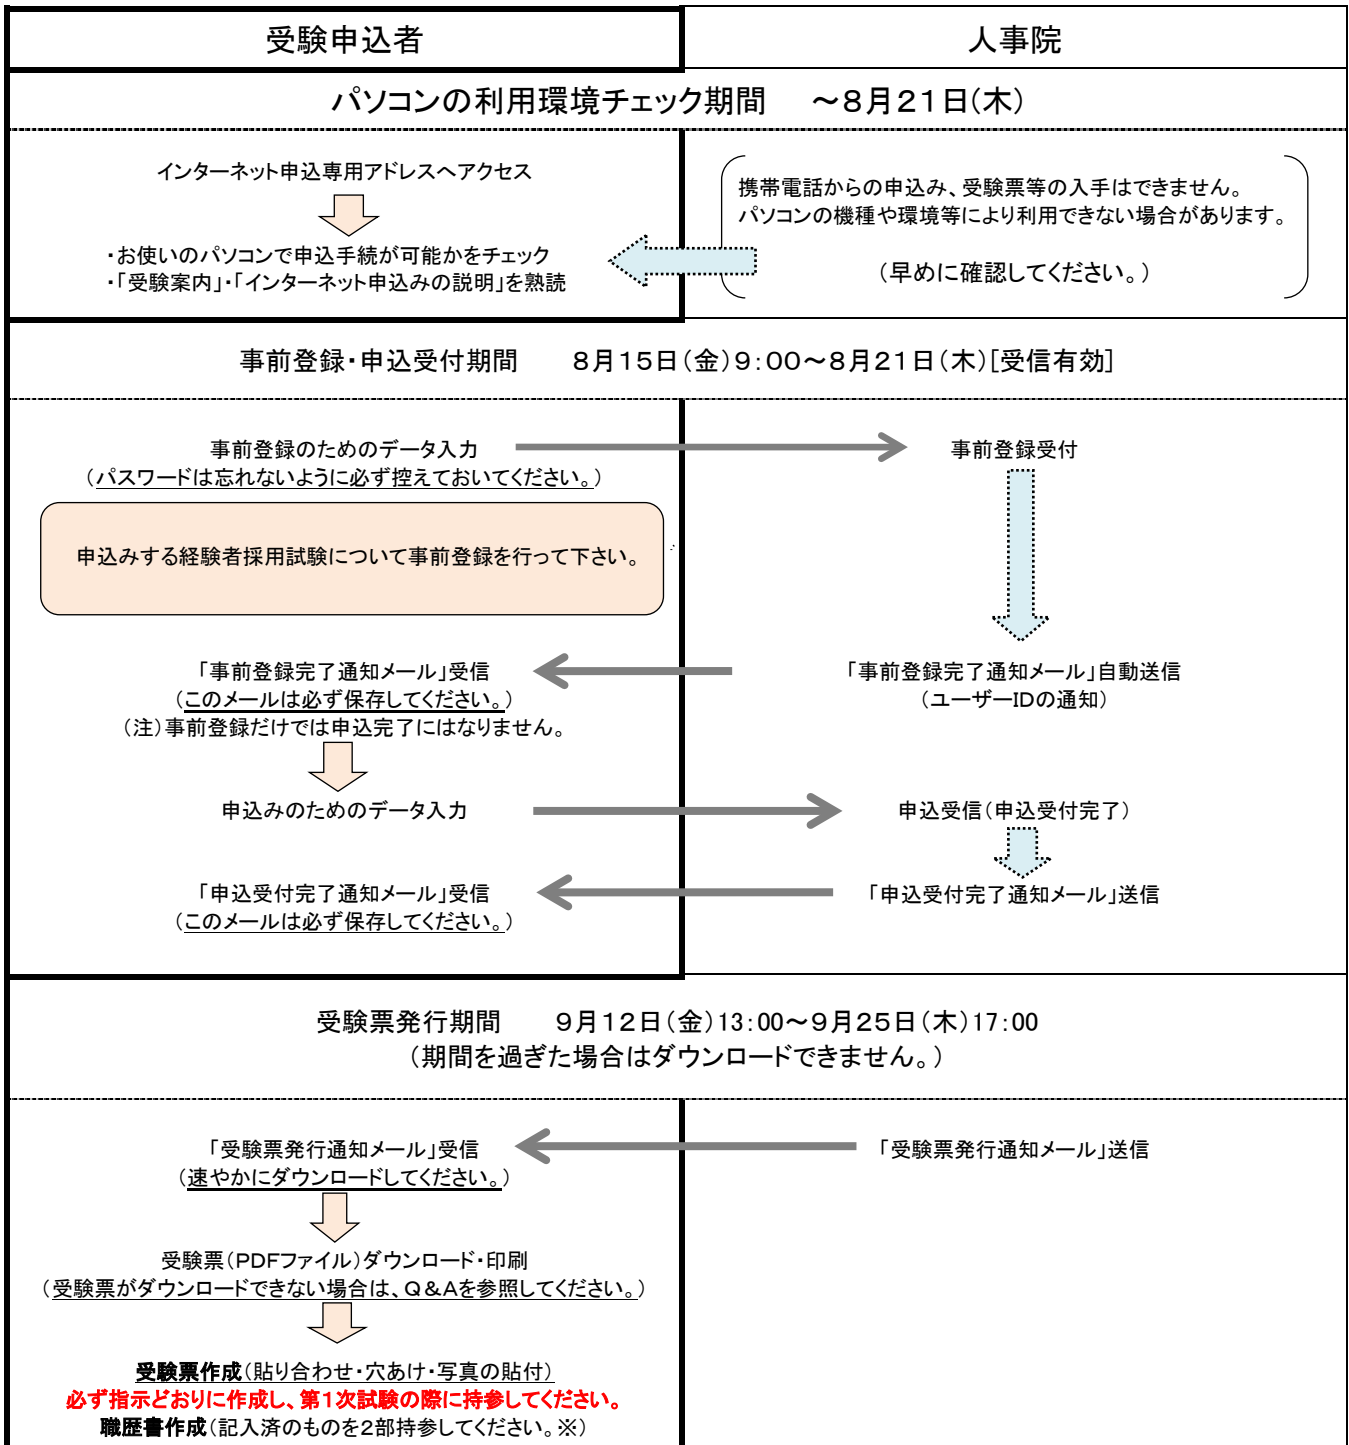 受験申込者
人事院
パソコンの利用環境チェック期間　～８月２１日(木)
インターネット申込専用アドレスへアクセス
・お使いのパソコンで申込手続が可能かをチェック
・「受験案内」・「インターネット申込みの説明」を熟読
携帯電話からの申込み、受験票等の入手はできません。
パソコンの機種や環境等により利用できない場合があります。
（早めに確認してください。）
事前登録・申込受付期間　８月１５日（金）９：００～８月２１日（木）[受信有効]
事前登録のためのデータ入力
（パスワードは忘れないように必ず控えておいてください。）
事前登録受付
申込みする経験者採用試験について事前登録を行って下さい。
「事前登録完了通知メール」受信
（このメールは必ず保存してください。）
（注）事前登録だけでは申込完了にはなりません。
「事前登録完了通知メール」自動送信
（ユーザーIDの通知）
申込みのためのデータ入力
申込受信（申込受付完了）
「申込受付完了通知メール」受信
（このメールは必ず保存してください。）
「申込受付完了通知メール」送信
受験票発行期間　９月１２日（金）13：00～９月２５日（木）17：00
（期間を過ぎた場合はダウンロードできません。）
「受験票発行通知メール」受信
（速やかにダウンロードしてください。）
「受験票発行通知メール」送信
受験票（PDFファイル）ダウンロード・印刷
（受験票がダウンロードできない場合は、Q＆Aを参照してください。）
受験票作成（貼り合わせ・穴あけ・写真の貼付）
必ず指示どおりに作成し、第１次試験の際に持参してください。
職歴書作成（記入済のものを２部持参してください。※）